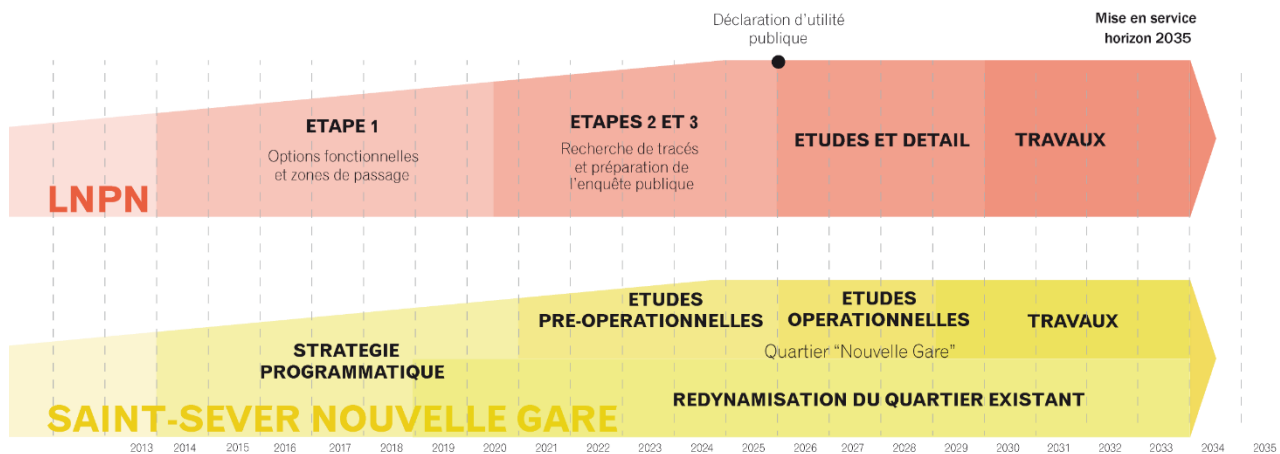 Déclaration d'utilité
publique
Mise en service
horizon 2035
ETAPE 1
Options fonctionnelles
et zones de passage
ETAPES 2 ET 3
Recherche de tracés
et préparation de
l'enquête publique
ETUDES ET DETAIL
TRAVAUX
LNPN
STRATEGIE
PROGRAMMATIQUE
ETUDES
PRE-OPERATIONNELLES
ETUDES
OPERATIONNELLES
Quartier "Nouvelle Gare"
TRAVAUX
REDYNAMISATION DU QUARTIER EXISTANT
SAINT-SEVER NOUVELLE GARE
2013 2014 2015 2016 2017 2018 2019 2020 2021 2022 2023 2024 2025 2026 2027 2028 2029 2030 2031 2032 2033 2034 2035